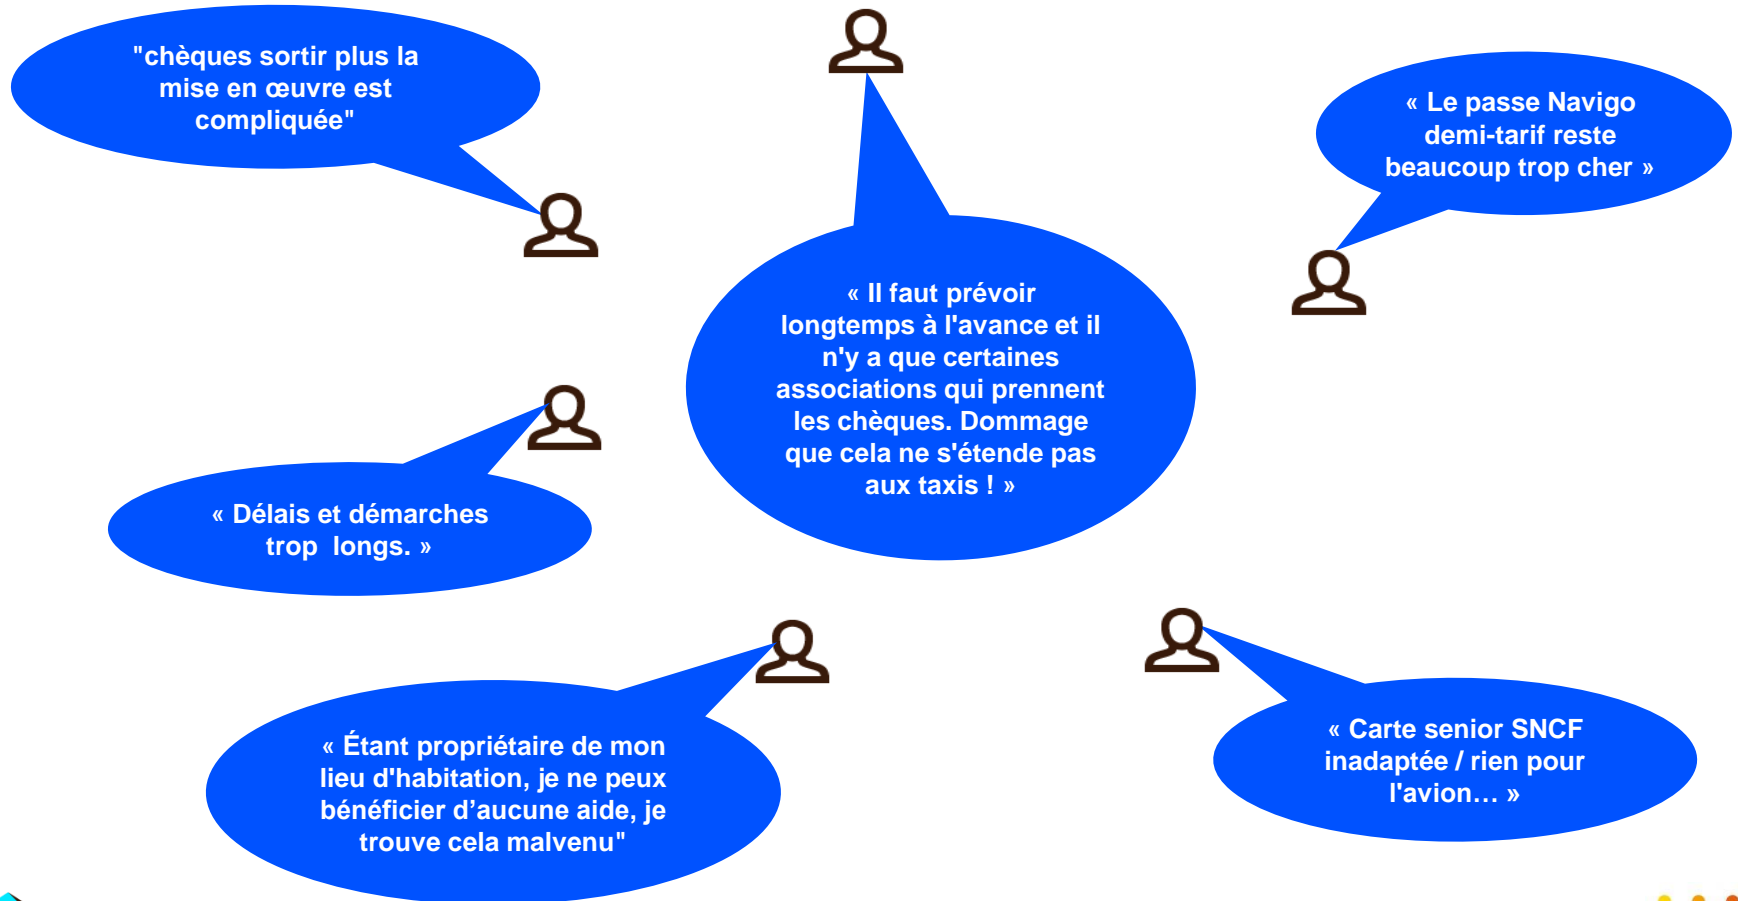 "chèques sortir plus la
mise en œuvre est
compliquée"
« Le passe Navigo
demi-tarif reste
beaucoup trop cher »
« Il faut prévoir
longtemps à l'avance et il
n'y a que certaines
associations qui prennent
les chèques. Dommage
que cela ne s'étende pas
aux taxis ! »
« Délais et démarches
trop  longs. »
« Étant propriétaire de mon
lieu d'habitation, je ne peux
bénéficier d’aucune aide, je
trouve cela malvenu"
« Carte senior SNCF
inadaptée / rien pour
l'avion… »